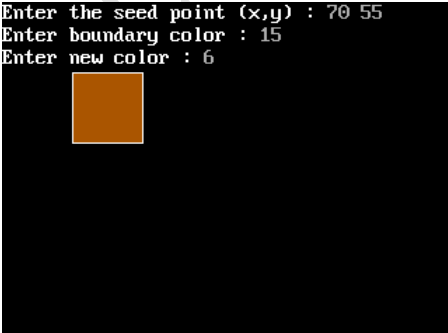 Enter the seed point (x,y) : 70 55
Enter boundary color : 15
Enter new color : 6